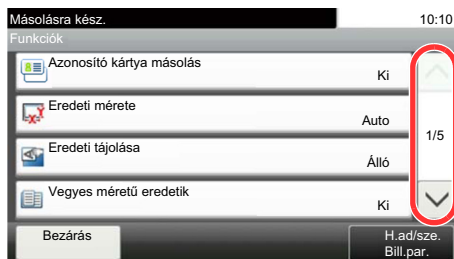 Másolásra kész. 10:10
Funkciók
Azonosító kártya másolás
Ki
Eredeti mérete
Auto
1/5
Eredeti tájolása
Álló
Vegyes méretű eredetik
Ki
Bezárás
H.ad/sze.
Bill.par.